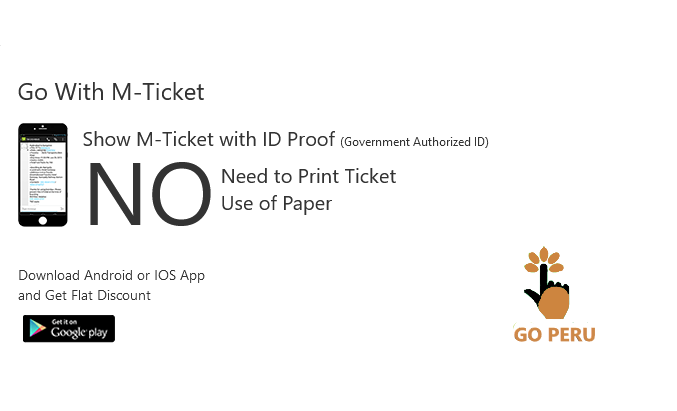 Go With M-Ticket
Show M-Ticket with ID Proof (Government Authorized ID)
NO
Need to Print Ticket
Use of Paper
Download Android or IOS App
and Get Flat Discount
Get it on
Google play
GO PERU